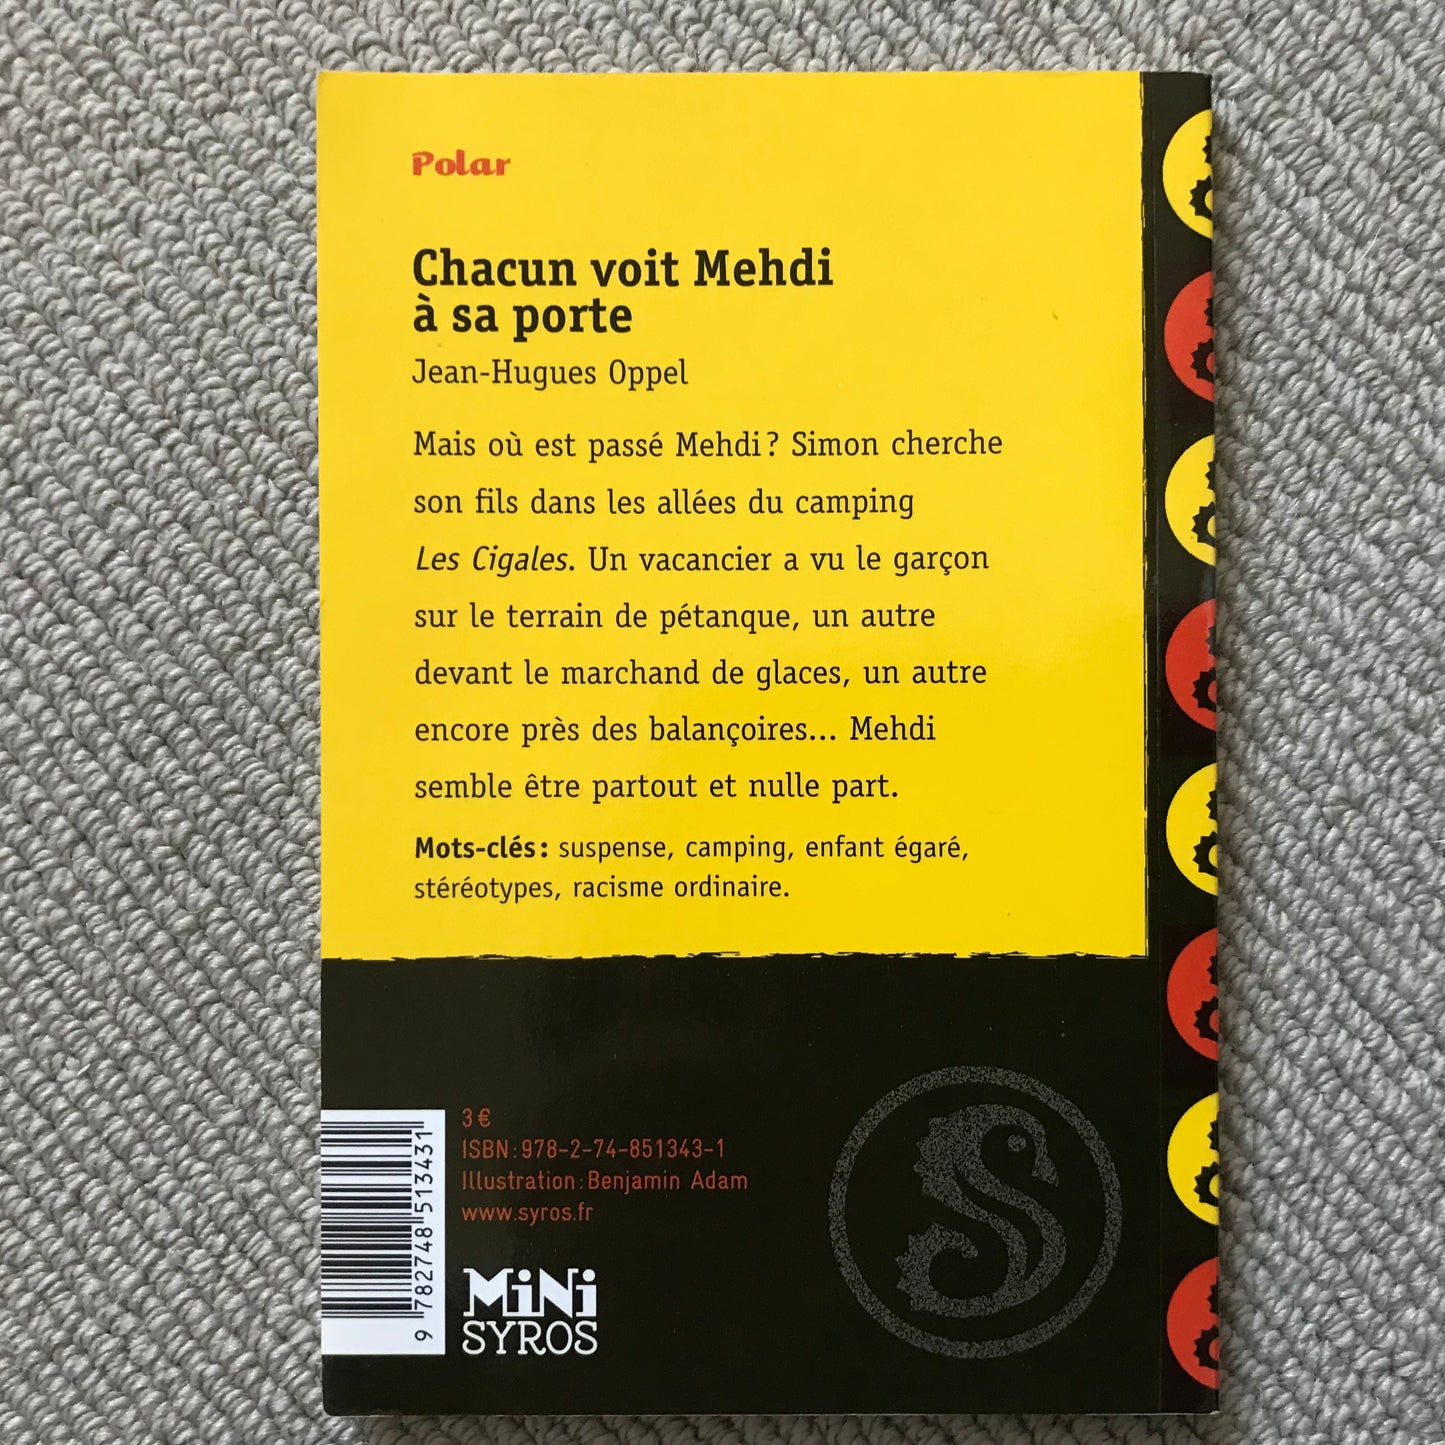 Polar
Chacun voit Mehdi
à sa porte
Jean-Hugues Oppel
Mais où est passé Mehdi ? Simon cherche
son fils dans les allées du camping
Les Cigales. Un vacancier a vu le garçon
sur le terrain de pétanque, un autre
devant le marchand de glaces, un autre
encore près des balançoires... Mehdi
semble être partout et nulle part.
Mots-clés : suspense, camping, enfant égaré,
stéréotypes, racisme ordinaire.
3 €
ISBN : 978-2-74-851343-1
Illustration : Benjamin Adam
www.syros.fr
9 782748 513431
MiNi
SYROS